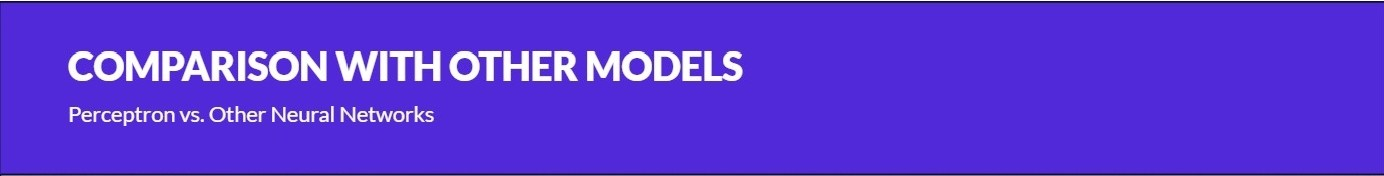 COMPARISON WITH OTHER MODELS
Perceptron vs. Other Neural Networks